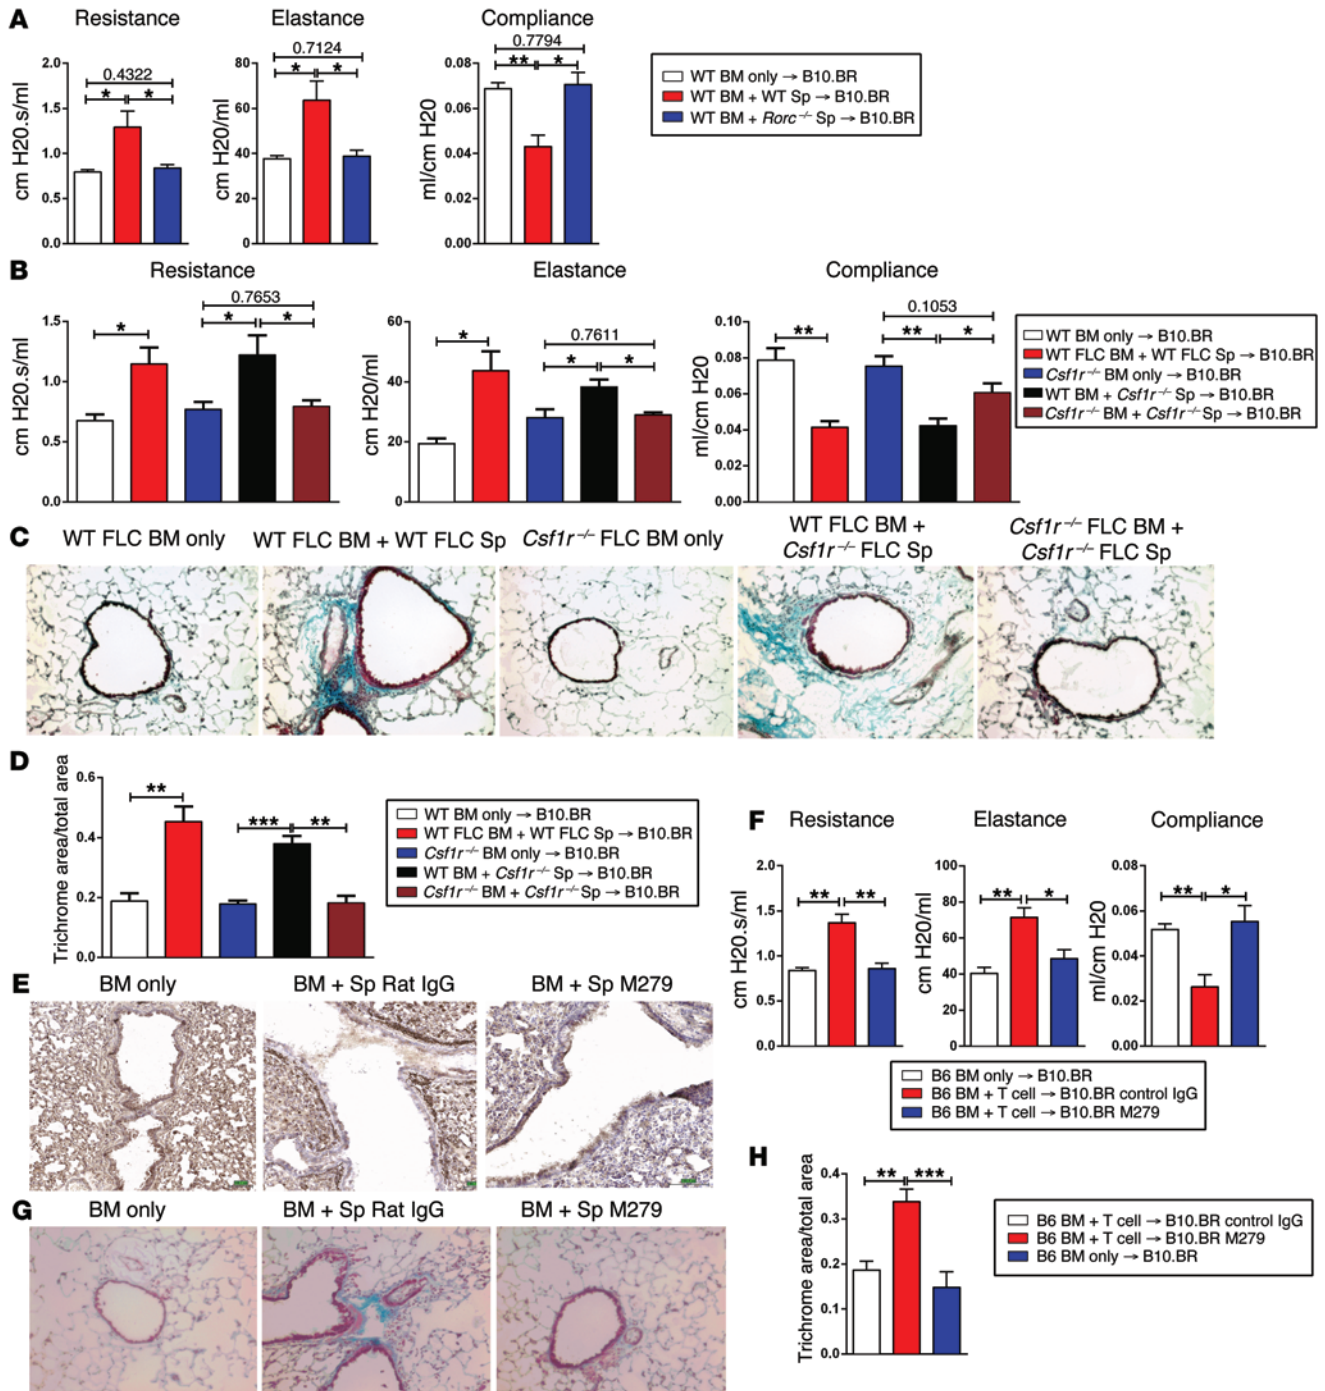 A
Resistance
Elastance
Compliance
cm H20.s/ml
2.0
1.5
1.0
0.5
0.0
0.4322
* *
cm H20/ml
80
60
40
20
0
0.7124
* *
ml/cm H20
0.08
0.06
0.04
0.02
0.00
0.7794
** *
WT BM only → B10.BR
WT BM + WT Sp → B10.BR
WT BM + Rorc–/– Sp → B10.BR
B
Resistance
Elastance
Compliance
cm H20.s/ml
1.5
1.0
0.5
0.0
*
0.7653
* *
cm H20/ml
60
40
20
0
*
0.7611
* *
ml/cm H20
0.10
0.08
0.06
0.04
0.02
0.00
**
0.1053
** *
WT BM only → B10.BR
WT FLC BM + WT FLC Sp → B10.BR
Csf1r–/– BM only → B10.BR
WT BM + Csf1r–/– Sp → B10.BR
Csf1r–/– BM + Csf1r–/– Sp → B10.BR
C
WT FLC BM only
WT FLC BM + WT FLC Sp
Csf1r–/– FLC BM only
WT FLC BM +
Csf1r–/– FLC Sp
Csf1r–/– FLC BM +
Csf1r–/– FLC Sp
D
Trichrome area/total area
0.6
0.4
0.2
0.0
**
*** **
WT BM only → B10.BR
WT FLC BM + WT FLC Sp → B10.BR
Csf1r–/– BM only → B10.BR
WT BM + Csf1r–/– Sp → B10.BR
Csf1r–/– BM + Csf1r–/– Sp → B10.BR
E
BM only
BM + Sp Rat IgG
BM + Sp M279
F
Resistance
Elastance
Compliance
cm H20.s/ml
2.0
1.5
1.0
0.5
0.0
** **
cm H20/ml
100
80
60
40
20
0
** *
ml/cm H20
0.08
0.06
0.04
0.02
0.00
** *
B6 BM only → B10.BR
B6 BM + T cell → B10.BR control IgG
B6 BM + T cell → B10.BR M279
G
BM only
BM + Sp Rat IgG
BM + Sp M279
H
Trichrome area/total area
0.4
0.3
0.2
0.1
0.0
** ***
B6 BM + T cell → B10.BR control IgG
B6 BM + T cell → B10.BR M279
B6 BM only → B10.BR